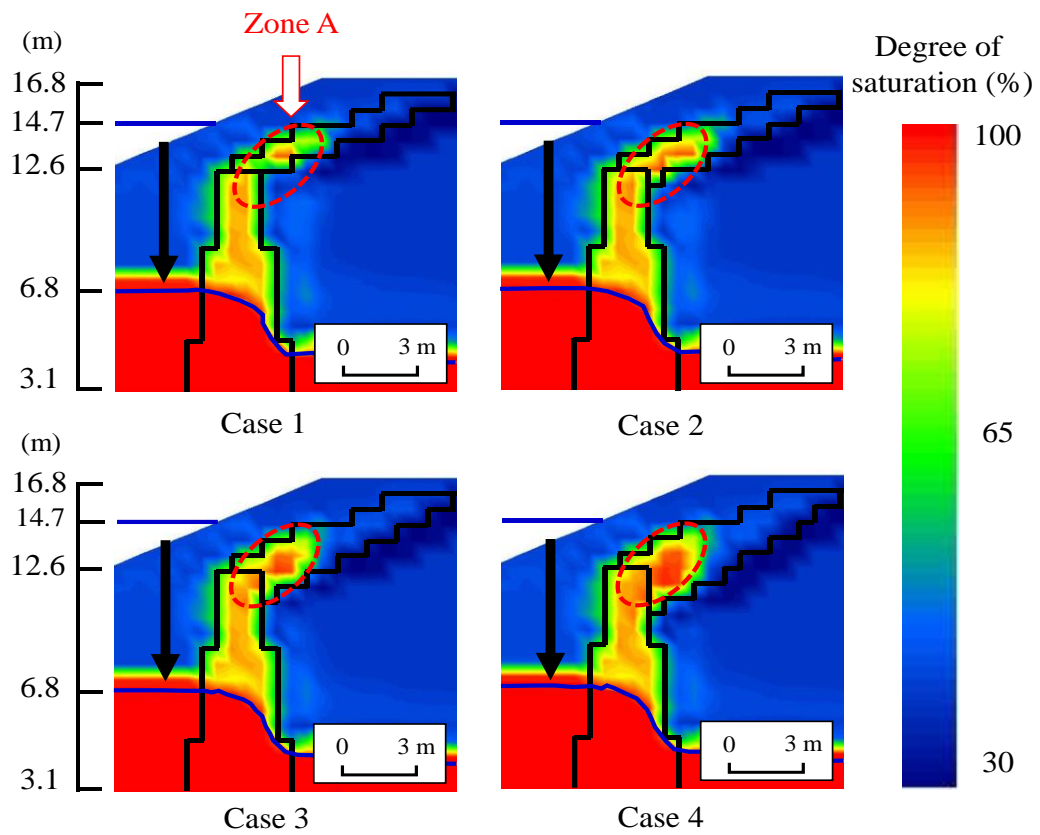 Zone A
(m)
16.8
14.7
12.6
6.8
3.1
0 3 m
0 3 m
Case 1
Case 2
(m)
16.8
14.7
12.6
6.8
3.1
0 3 m
0 3 m
Case 3
Case 4
Degree of
saturation (%)
100
65
30